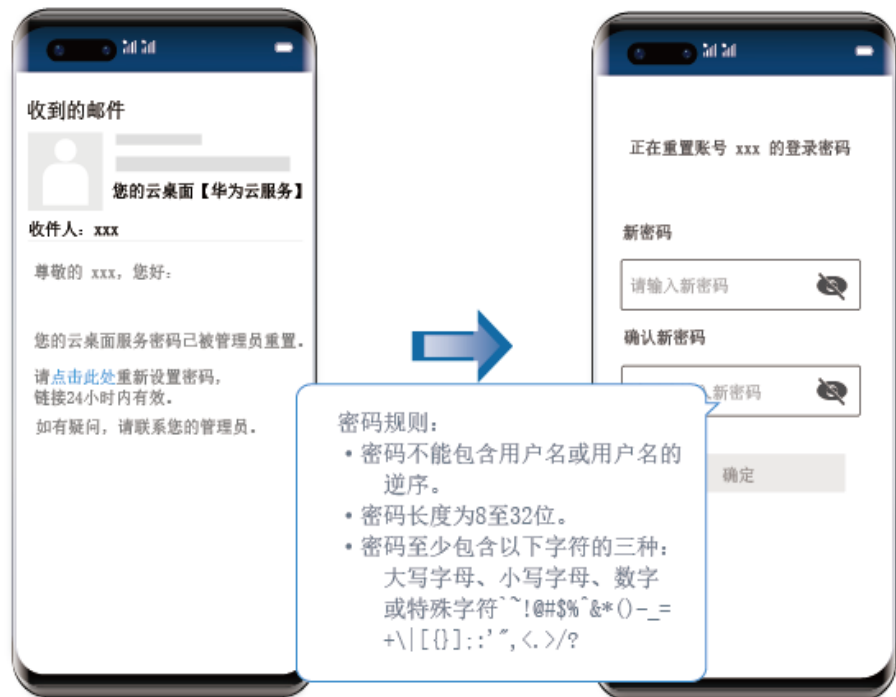 收到的邮件
您的云桌面【华为云服务】
收件人：xxx
尊敬的 xxx，您好：
您的云桌面服务密码已被管理员重置。
请点击此处重新设置密码，
链接24小时内有效。
如有疑问，请联系您的管理员。
正在重置账号 xxx 的登录密码
新密码
请输入新密码
确认新密码
入新密码
确定
密码规则：
•密码不能包含用户名或用户名的
逆序。
•密码长度为8至32位。
•密码至少包含以下字符的三种：
大写字母、小写字母、数字
或特殊字符`~!@#$%^&*()-_=
+\|[{}];:'",<.>/?